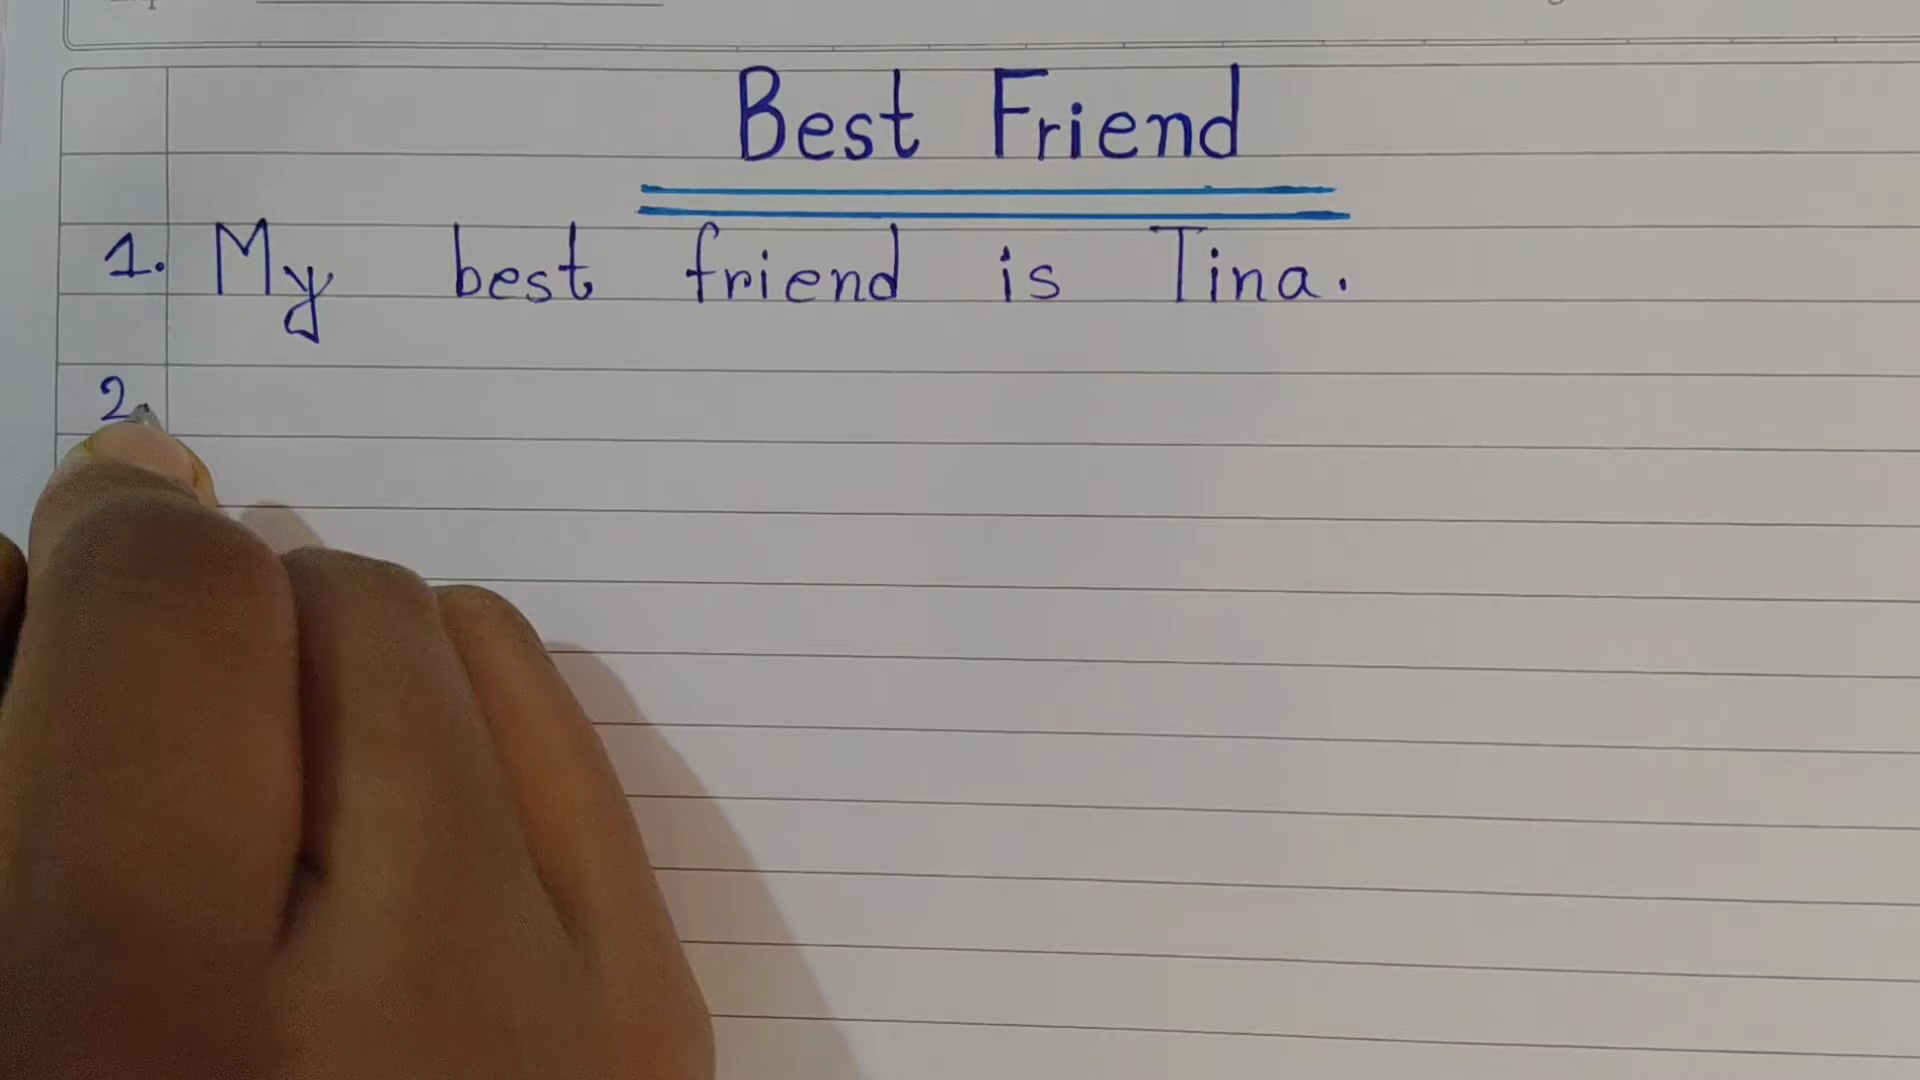 Best Friend
1. My best friend is Tina.
2.